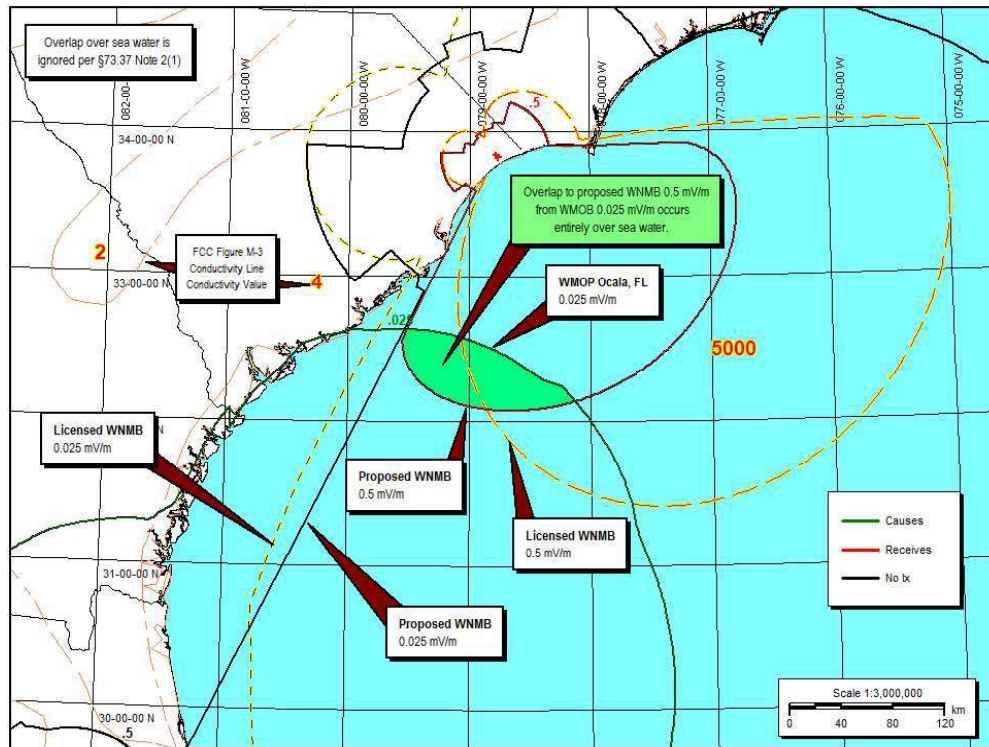 Overlap over sea water is
ignored per §73.37 Note 2(1)
082-00-
081-00-00 W
080-00-00 W
079-00-00 W
078-00-00 W
077-00-00 W
076-00-00 W
075-00-00 W
34-00-00 N
.5
Overlap to proposed WNMB 0.5 mV/m
from WMOB 0.025 mV/m occurs
entirely over sea water.
2
FCC Figure M-3
Conductivity Line
Conductivity Value
4
33-00-00 N
WMOP Ocala, FL
0.025 mV/m
5000
Licensed WNMB
0.025 mV/m
N
Proposed WNMB
0.5 mV/m
Licensed WNMB
0.5 mV/m
Causes
Receives
No Ix
31-00-00 N
Proposed WNMB
0.025 mV/m
30-00-00 N
.5
Scale 1:3,000,000
0 40 80 120 km